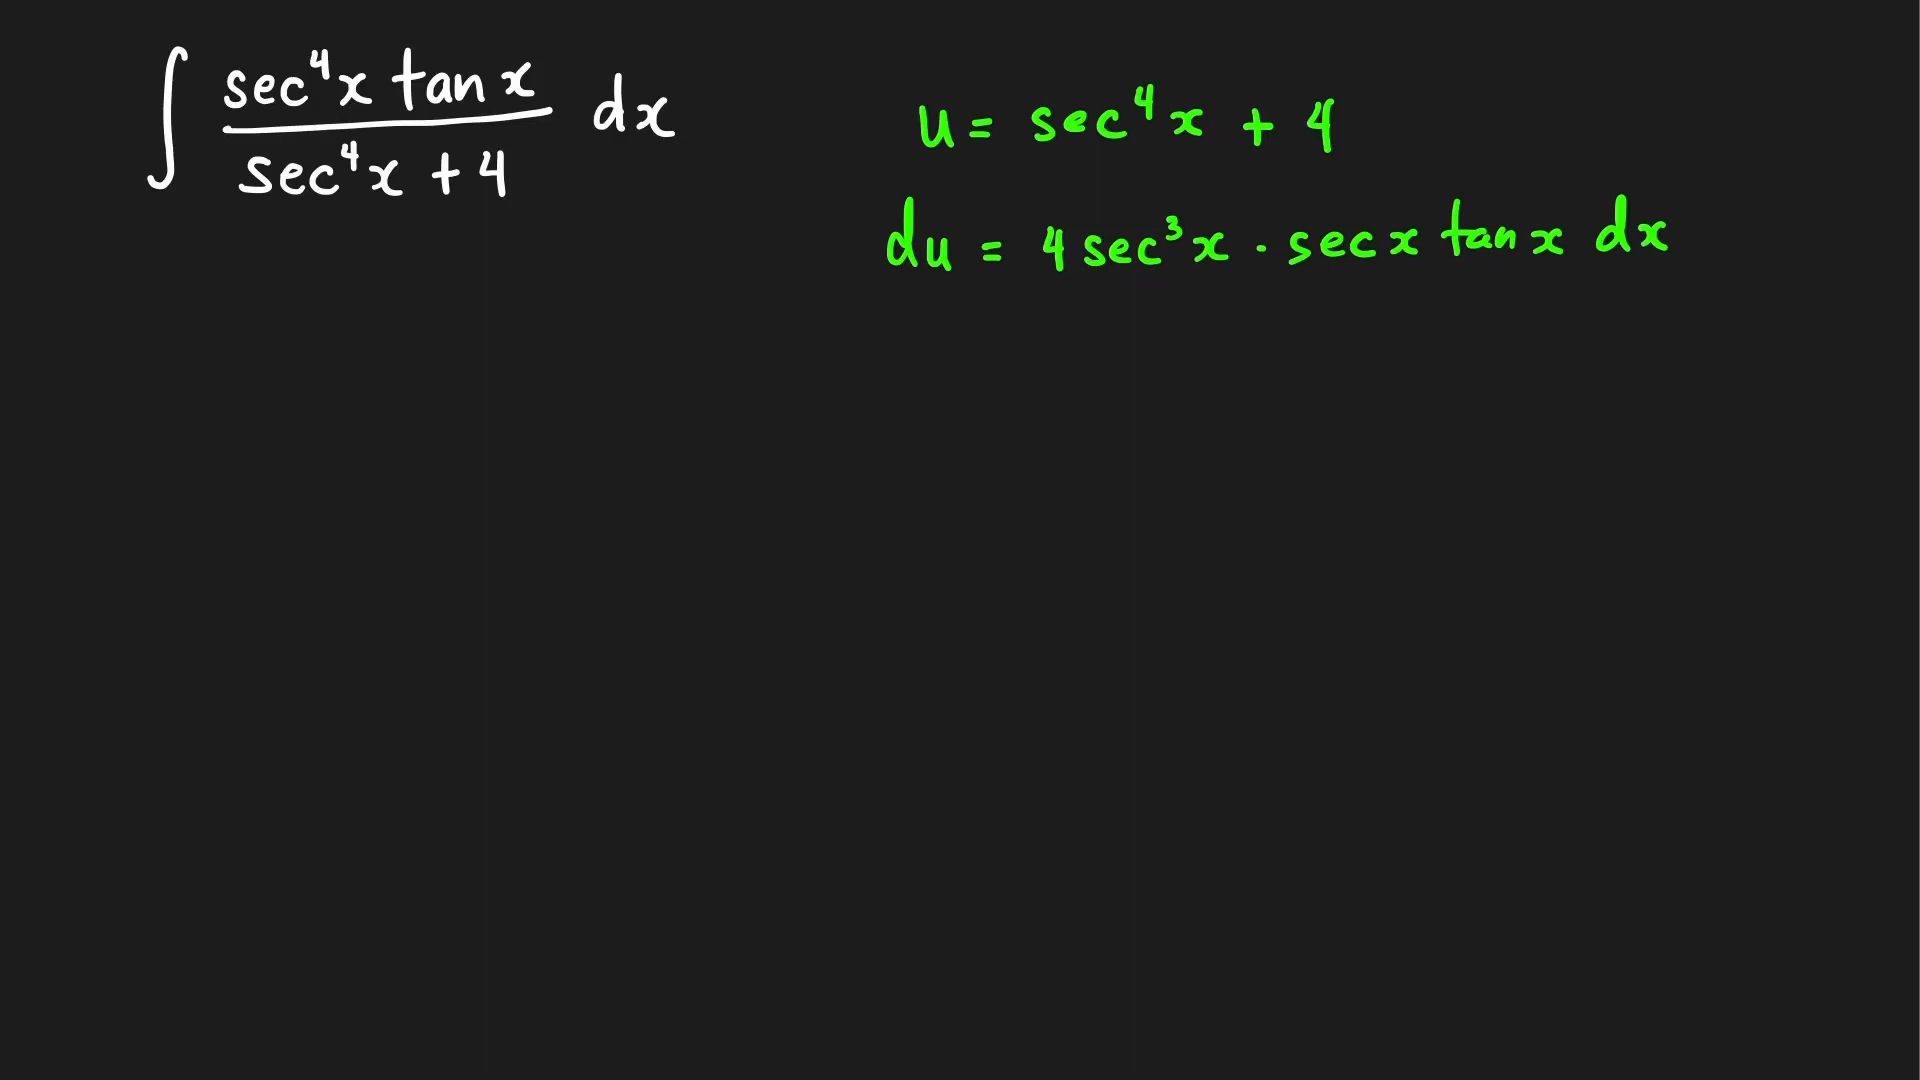 ∫ sec⁴x tan x / sec⁴x + 4 dx
u = sec⁴x + 4
du = 4 sec³x · sec x tan x dx